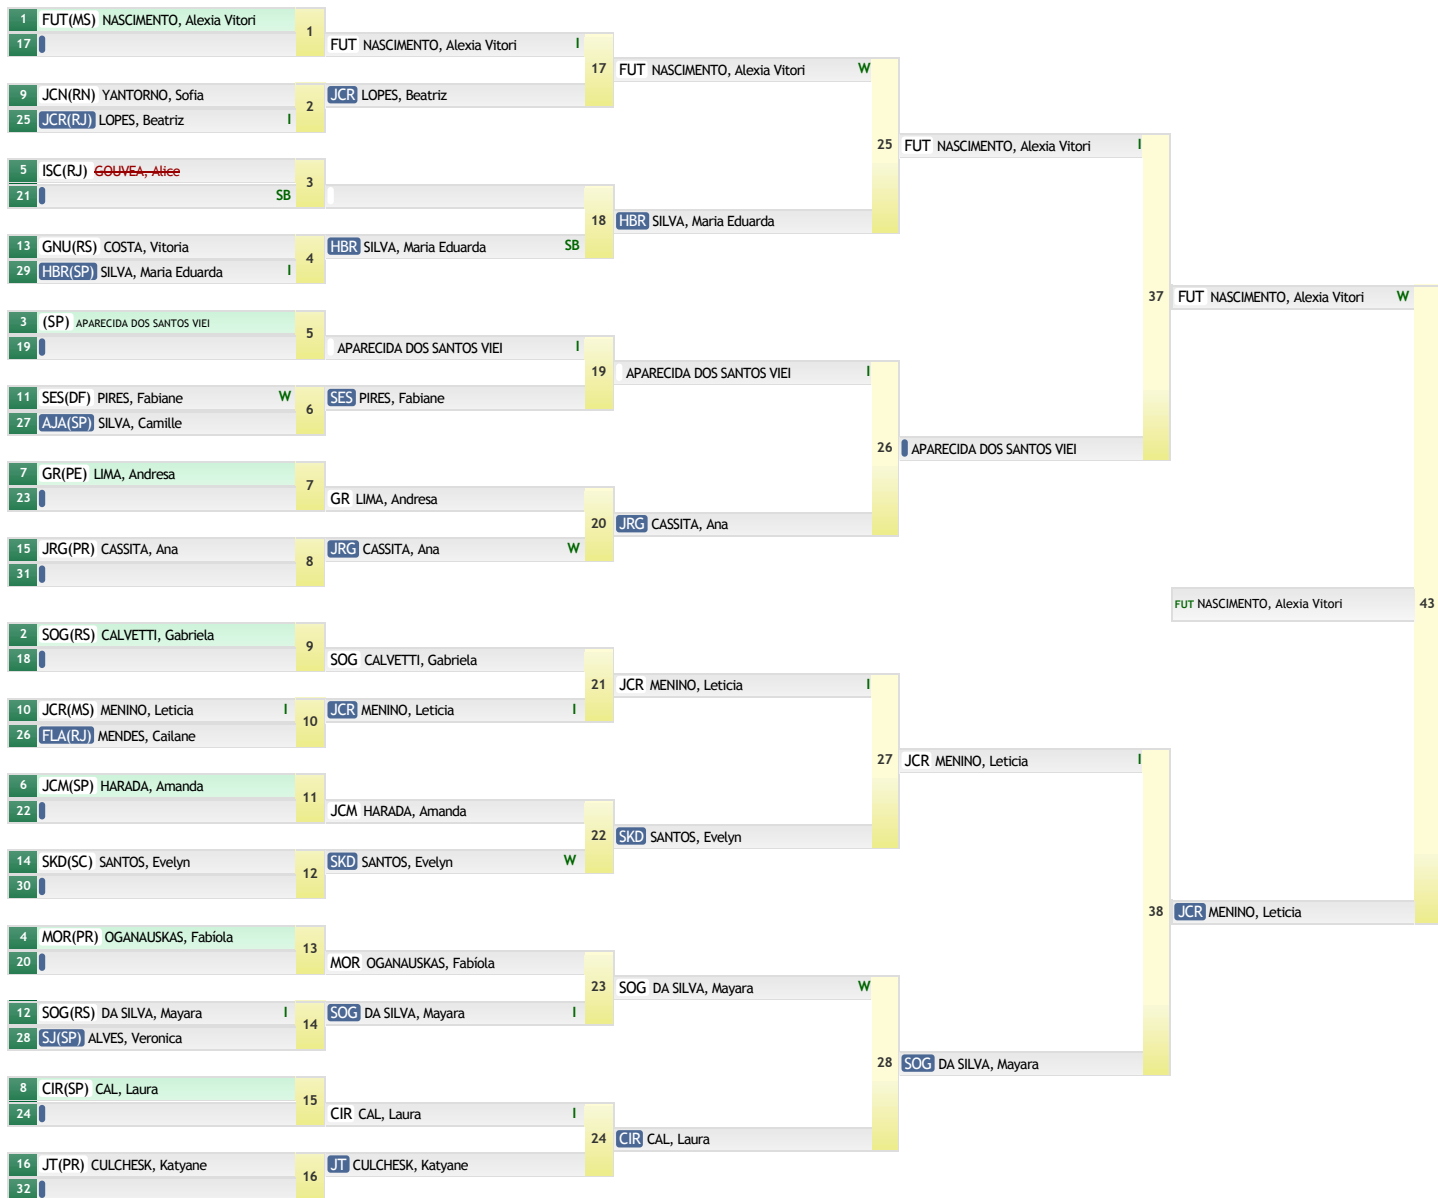 1 FUT(MS) NASCIMENTO, Alexia Vitori
17
1
9 JCN(RN) YANTORNO, Sofia
25 JCR(RJ) LOPES, Beatriz I
2
5 ISC(RJ) GOUVEA, Alice
21 SB
3
13 GNU(RS) COSTA, Vitoria
29 HBR(SP) SILVA, Maria Eduarda I
4
3 (SP) APARECIDA DOS SANTOS VIEI
19
5
11 SES(DF) PIRES, Fabiane W
27 AJA(SP) SILVA, Camille
6
7 GR(PE) LIMA, Andresa
23
7
15 JRG(PR) CASSITA, Ana
31
8
2 SOG(RS) CALVETTI, Gabriela
18
9
10 JCR(MS) MENINO, Leticia I
26 FLA(RJ) MENDES, Cailane
10
6 JCM(SP) HARADA, Amanda
22
11
14 SKD(SC) SANTOS, Evelyn
30
12
4 MOR(PR) OGANAUSKAS, Fabíola
20
13
12 SOG(RS) DA SILVA, Mayara I
28 SJ(SP) ALVES, Veronica
14
8 CIR(SP) CAL, Laura
24
15
16 JT(PR) CULCHESK, Katyane
32
16
FUT NASCIMENTO, Alexia Vitori I
JCR LOPES, Beatriz
17
HBR SILVA, Maria Eduarda SB
18
APARECIDA DOS SANTOS VIEI I
SES PIRES, Fabiane
19
GR LIMA, Andresa
JRG CASSITA, Ana W
20
SOG CALVETTI, Gabriela
JCR MENINO, Leticia I
21
JCM HARADA, Amanda
SKD SANTOS, Evelyn W
22
MOR OGANAUSKAS, Fabíola
SOG DA SILVA, Mayara I
23
CIR CAL, Laura I
JT CULCHESK, Katyane
24
FUT NASCIMENTO, Alexia Vitori W
HBR SILVA, Maria Eduarda
25
APARECIDA DOS SANTOS VIEI I
JRG CASSITA, Ana
26
JCR MENINO, Leticia I
SKD SANTOS, Evelyn
27
SOG DA SILVA, Mayara W
CIR CAL, Laura
28
FUT NASCIMENTO, Alexia Vitori I
APARECIDA DOS SANTOS VIEI
37
JCR MENINO, Leticia I
SOG DA SILVA, Mayara
38
FUT NASCIMENTO, Alexia Vitori W
JCR MENINO, Leticia
43
FUT NASCIMENTO, Alexia Vitori